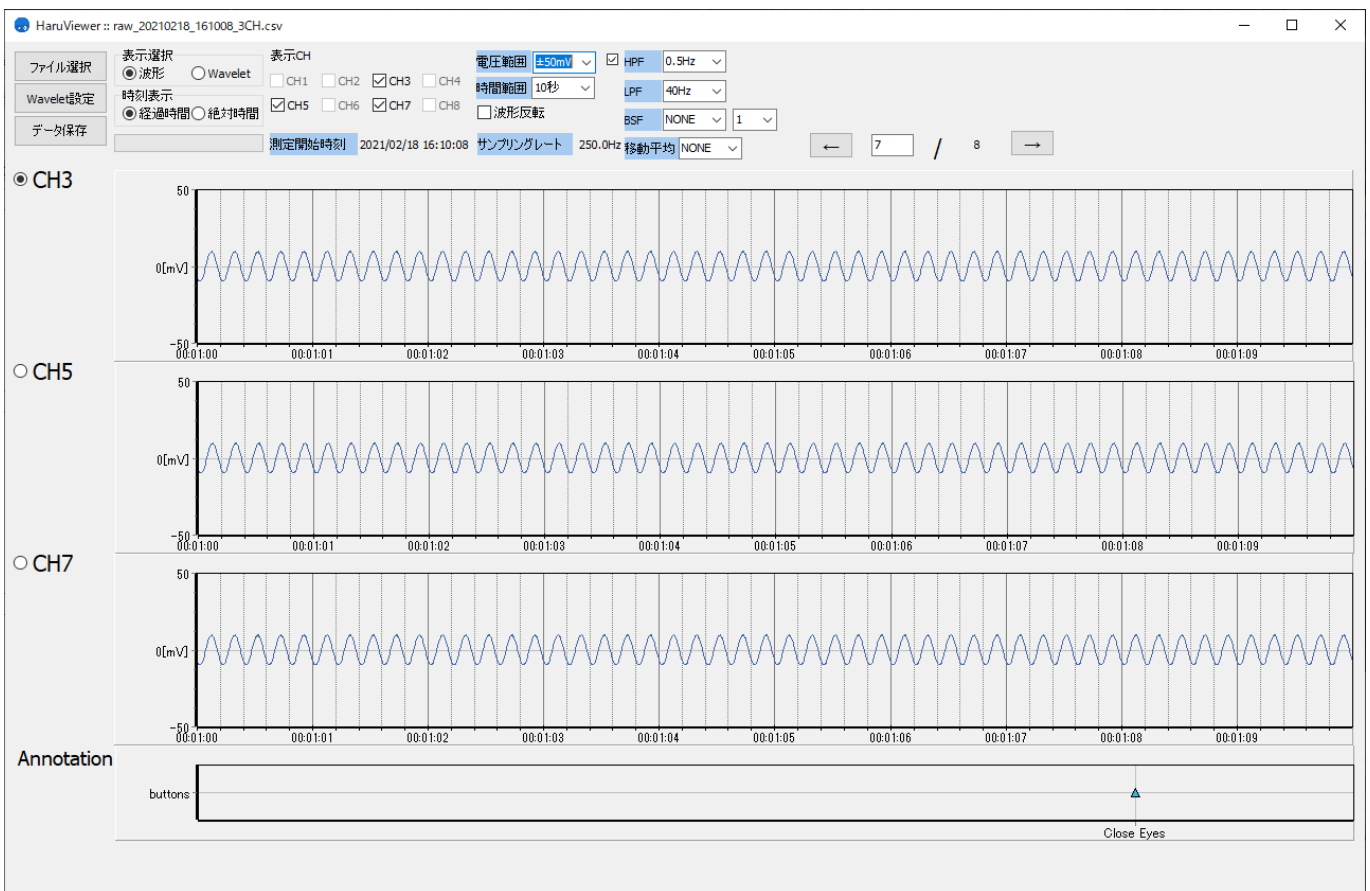 HaruViewer :: raw_20210218_161008_3CH.csv
ファイル選択
Wavelet設定
データ保存
表示選択
波形 Wavelet
時刻表示
経過時間 絶対時間
表示CH
CH1 CH2 CH3 CH4
CH5 CH6 CH7 CH8
測定開始時刻 2021/02/18 16:10:08
電圧範囲 ±50mV
時間範囲 10秒
波形反転
サンプリングレート 250.0Hz
HPF 0.5Hz
LPF 40Hz
BSF NONE 1
移動平均 NONE
← 7 / 8 →
CH3
50
0[mV]
-50
00:01:00 00:01:01 00:01:02 00:01:03 00:01:04 00:01:05 00:01:06 00:01:07 00:01:08 00:01:09
CH5
50
0[mV]
-50
00:01:00 00:01:01 00:01:02 00:01:03 00:01:04 00:01:05 00:01:06 00:01:07 00:01:08 00:01:09
CH7
50
0[mV]
-50
00:01:00 00:01:01 00:01:02 00:01:03 00:01:04 00:01:05 00:01:06 00:01:07 00:01:08 00:01:09
Annotation
buttons
Close Eyes